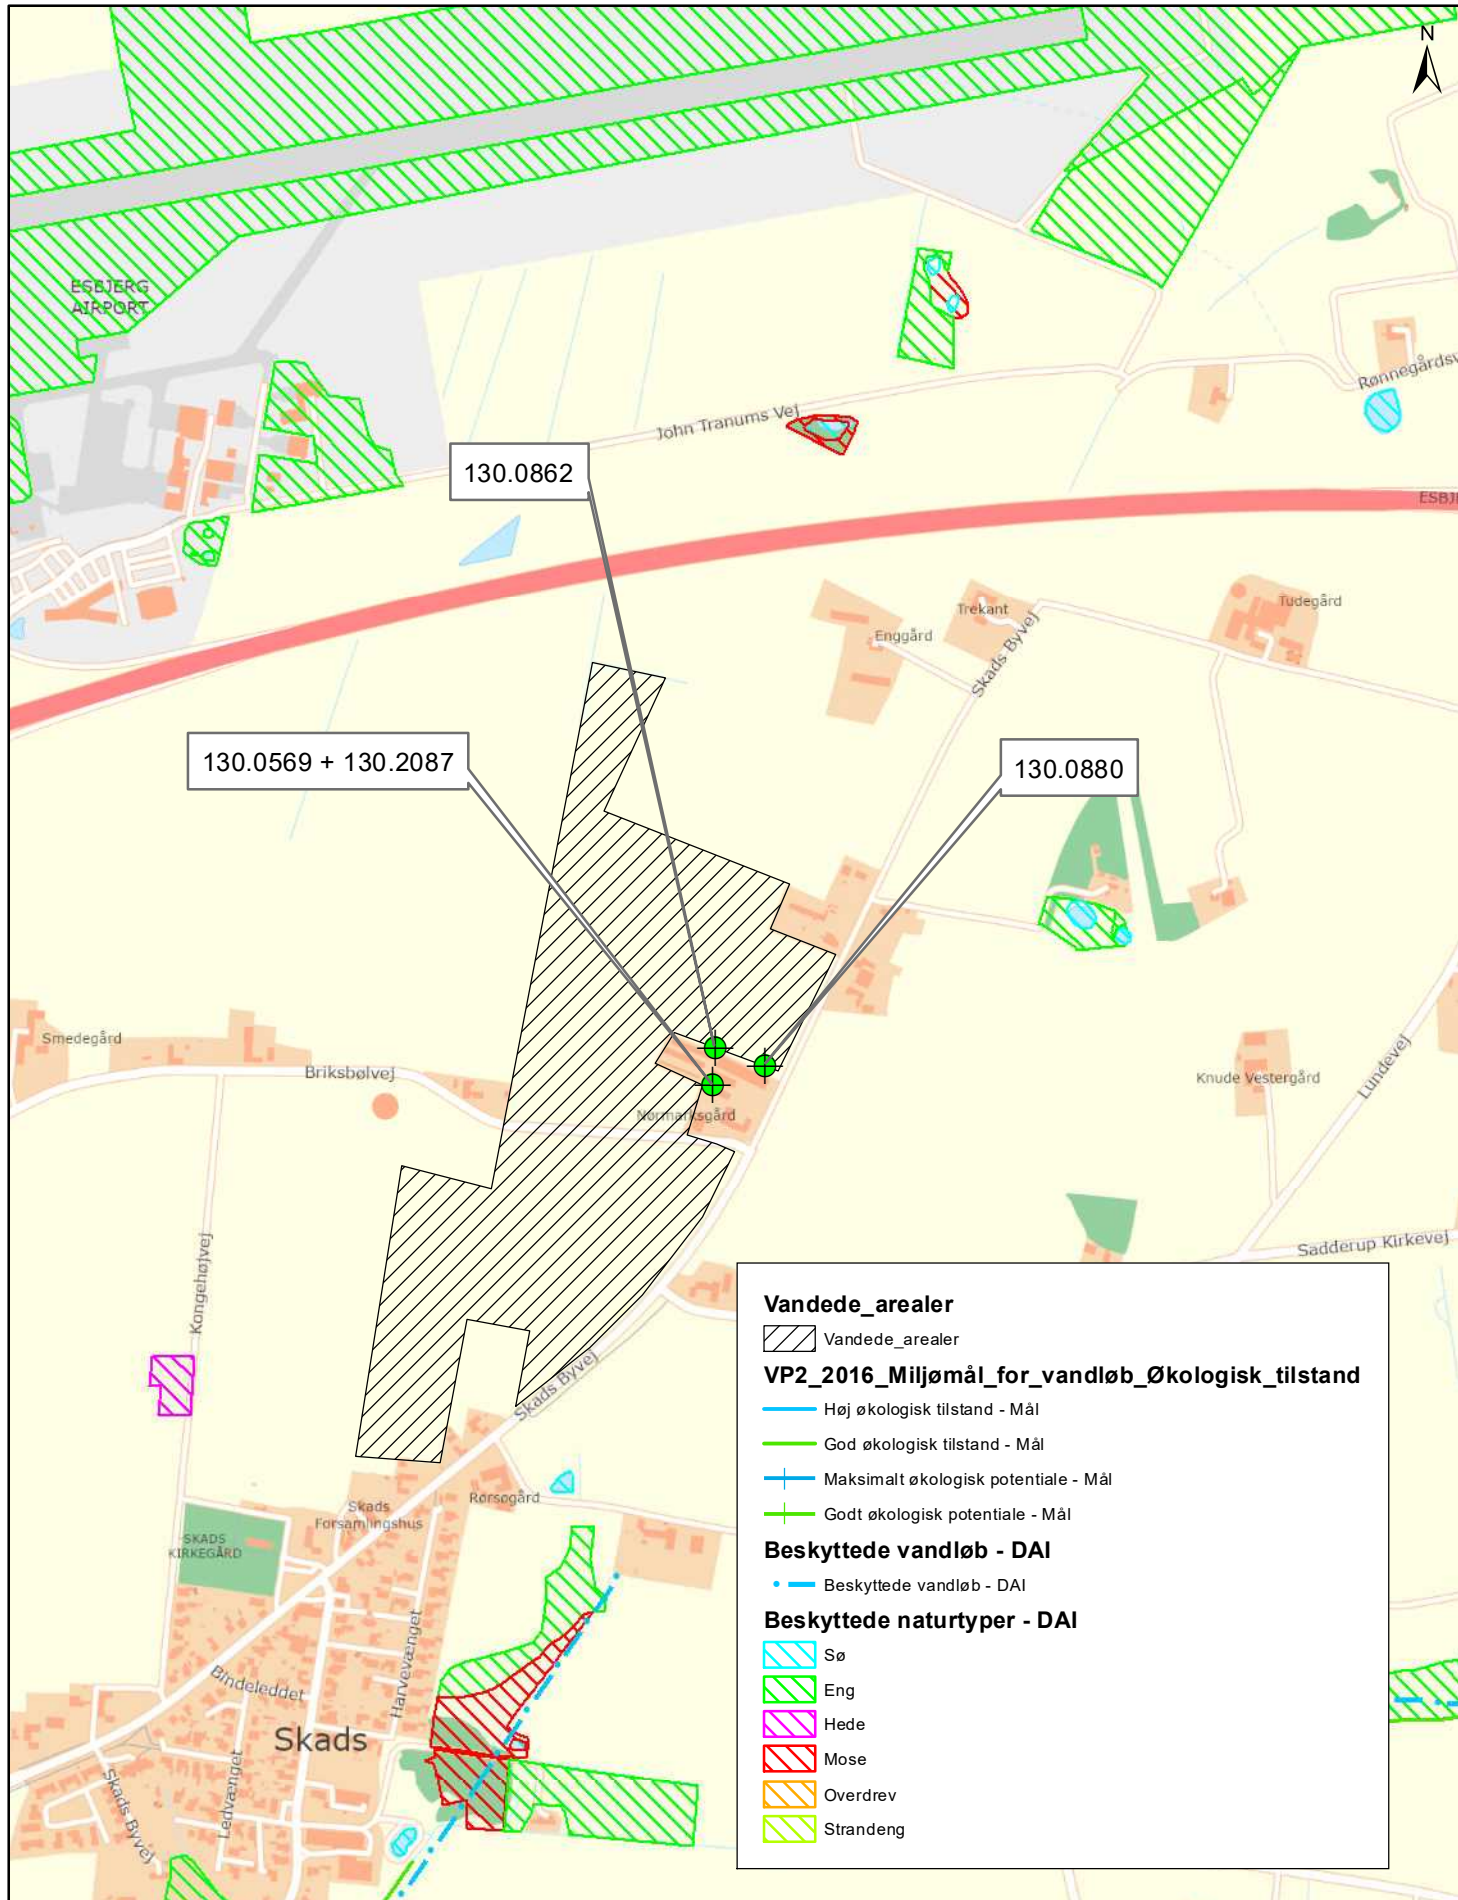 N
ESBJERG
AIRPORT
Rønnegårdsv
John Tranums Vej
130.0862
ESBJ
Trekant
Tudegård
Enggård
Skads Byvej
130.0569 + 130.2087
130.0880
Smedegård
Briksbølvej
Knude Vestergård
Lundevej
Normarksgård
Kongehøjvej
Sadderup Kirkevej
Skads Byvej
Rørsøgård
Skads
Forsamlingshus
SKADS
KIRKEGÅRD
Harvevænget
Bindeleddet
Skads
Ledvænget
Skads Byvej
Vandede_arealer
Vandede_arealer
VP2_2016_Miljømål_for_vandløb_Økologisk_tilstand
Høj økologisk tilstand - Mål
God økologisk tilstand - Mål
Maksimalt økologisk potentiale - Mål
Godt økologisk potentiale - Mål
Beskyttede vandløb - DAI
Beskyttede vandløb - DAI
Beskyttede naturtyper - DAI
Sø
Eng
Hede
Mose
Overdrev
Strandeng